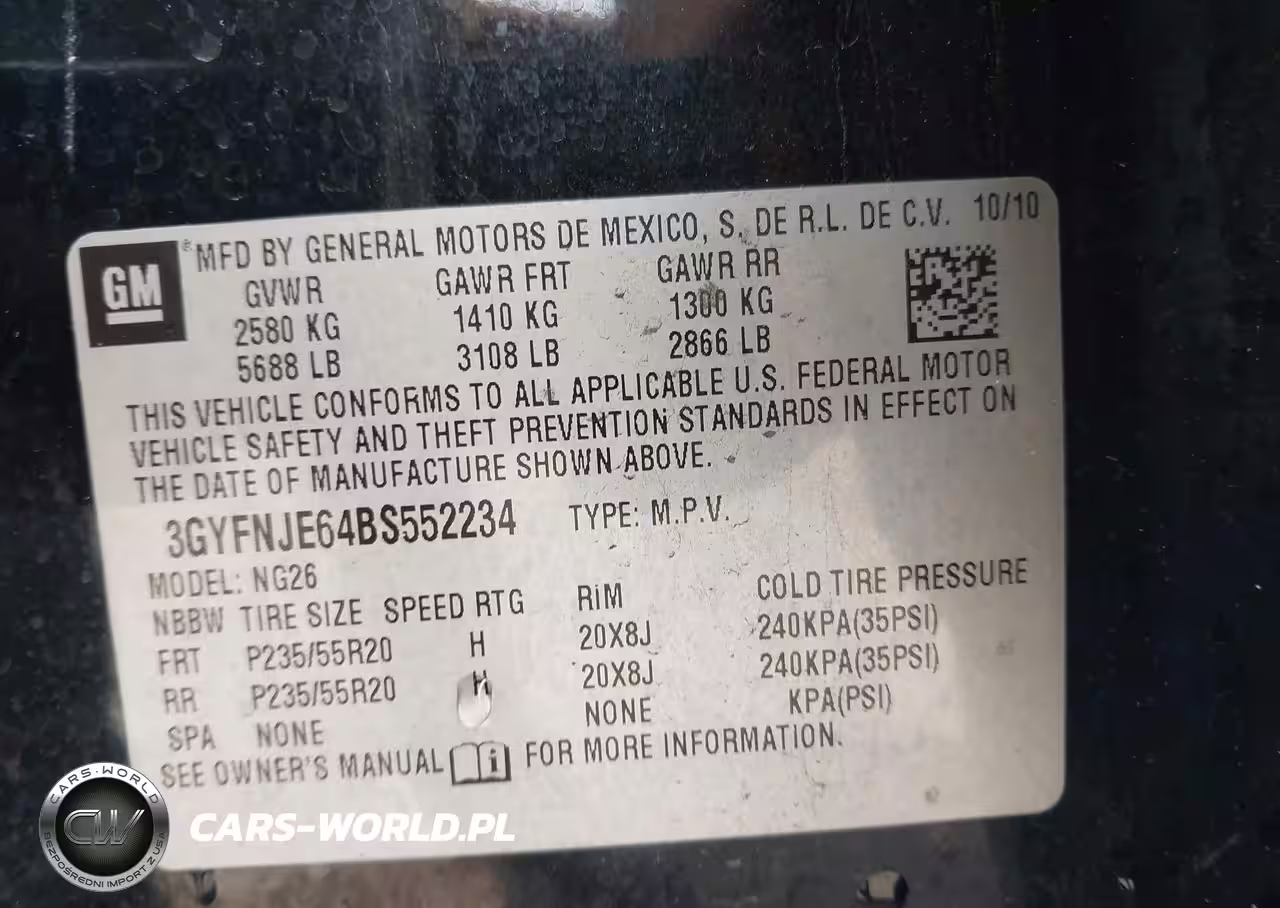 GM
®MFD BY GENERAL MOTORS DE MEXICO, S. DE R.L. DE C.V. 10/10
GVWR GAWR FRT GAWR RR
2580 KG 1410 KG 1300 KG
5688 LB 3108 LB 2866 LB
THIS VEHICLE CONFORMS TO ALL APPLICABLE U.S. FEDERAL MOTOR
VEHICLE SAFETY AND THEFT PREVENTION STANDARDS IN EFFECT ON
THE DATE OF MANUFACTURE SHOWN ABOVE.
3GYFNJE64BS552234 TYPE: M.P.V.
MODEL: NG26
NBBW TIRE SIZE SPEED RTG RIM COLD TIRE PRESSURE
FRT P235/55R20 H 20X8J 240KPA(35PSI)
RR P235/55R20 H 20X8J 240KPA(35PSI)
SPA NONE NONE KPA(PSI)
SEE OWNER'S MANUAL i FOR MORE INFORMATION.
CARS-WORLD
CW
BEZPOŚREDNI IMPORT Z USA
CARS-WORLD.PL